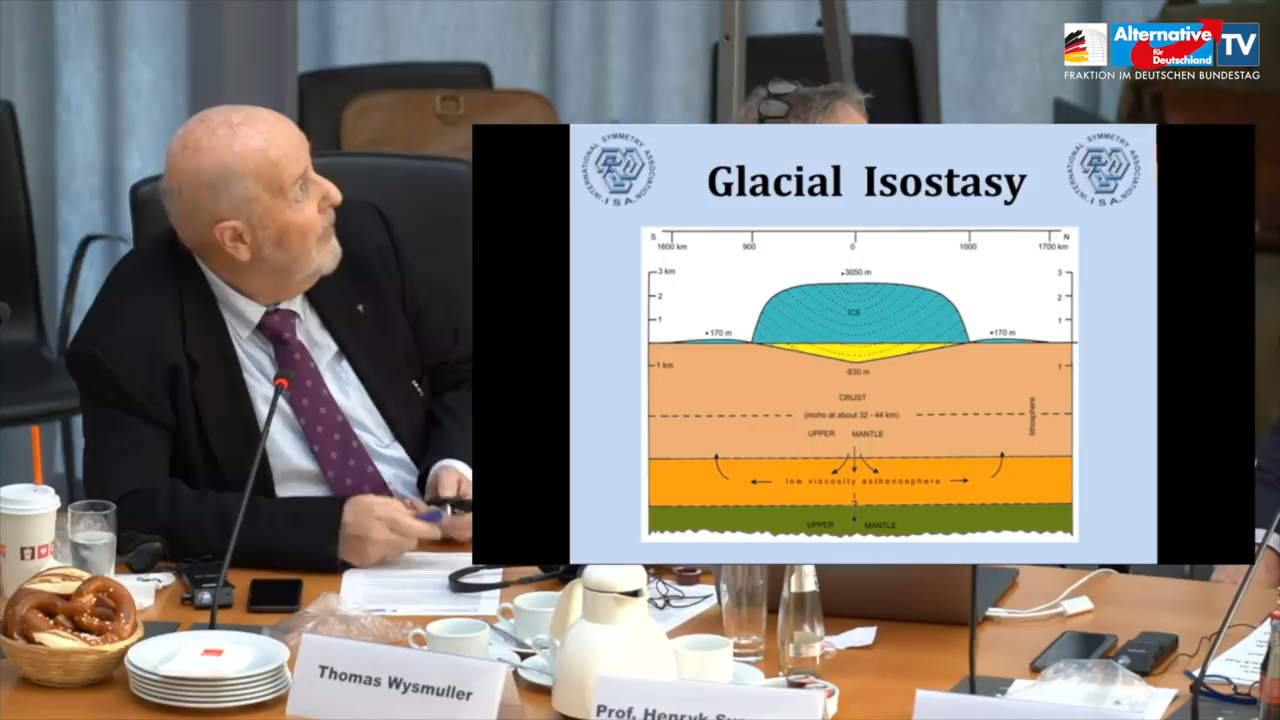 Alternative
für
Deutschland
TV
FRAKTION IM DEUTSCHEN BUNDESTAG
INTERNATIONAL SYMMETRY ASSOCIATION
.I.S.A.
Glacial Isostasy
INTERNATIONAL SYMMETRY ASSOCIATION
.I.S.A.
S N
1600 km 900 0 1000 1700 km
+3050 m
3 km 3
2 2
1 1
ICE
+170 m +170 m
1 km 1
-830 m
CRUST
(moho at about 32 - 44 km)
lithosphere
UPPER MANTLE
low viscosity asthenosphere
?
UPPER MANTLE
Thomas Wysmuller
Prof. Henryk